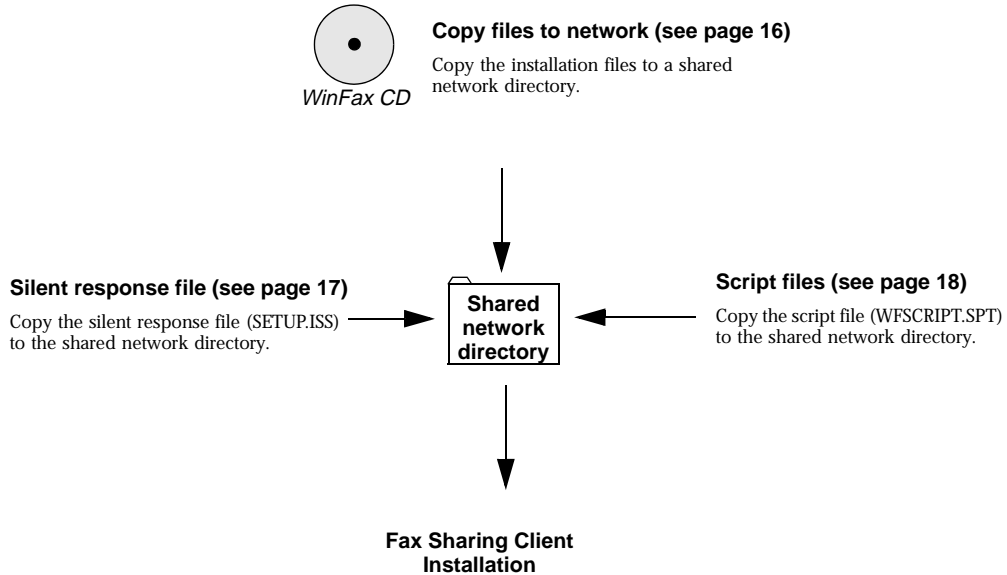 Copy files to network (see page 16)
Copy the installation files to a shared
network directory.
WinFax CD
Silent response file (see page 17)
Copy the silent response file (SETUP.ISS)
to the shared network directory.
Shared
network
directory
Script files (see page 18)
Copy the script file (WFSCRIPT.SPT)
to the shared network directory.
Fax Sharing Client
Installation